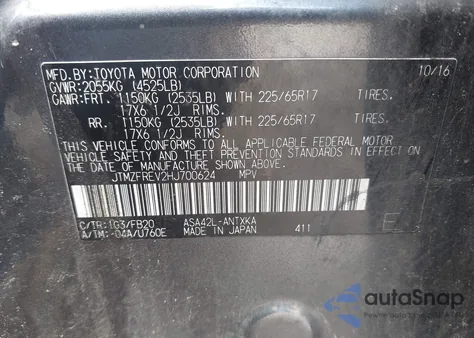 MFD.BY:TOYOTA MOTOR CORPORATION 10/16
GVWR:2055KG (4525LB)
GAWR:FRT. 1150KG (2535LB) WITH 225/65R17 TIRES.
17X6 1/2J RIMS.
RR. 1150KG (2535LB) WITH 225/65R17 TIRES.
17X6 1/2J RIMS.
THIS VEHICLE CONFORMS TO ALL APPLICABLE FEDERAL MOTOR
VEHICLE SAFETY AND THEFT PREVENTION STANDARDS IN EFFECT ON
THE DATE OF MANUFACTURE SHOWN ABOVE.
JTMZFREV2HJ700624 MPV
C/TR:1G3/FB20 ASA42L-ANTXKA
A/TM:-04A/U760E MADE IN JAPAN 411 E
autoSnap